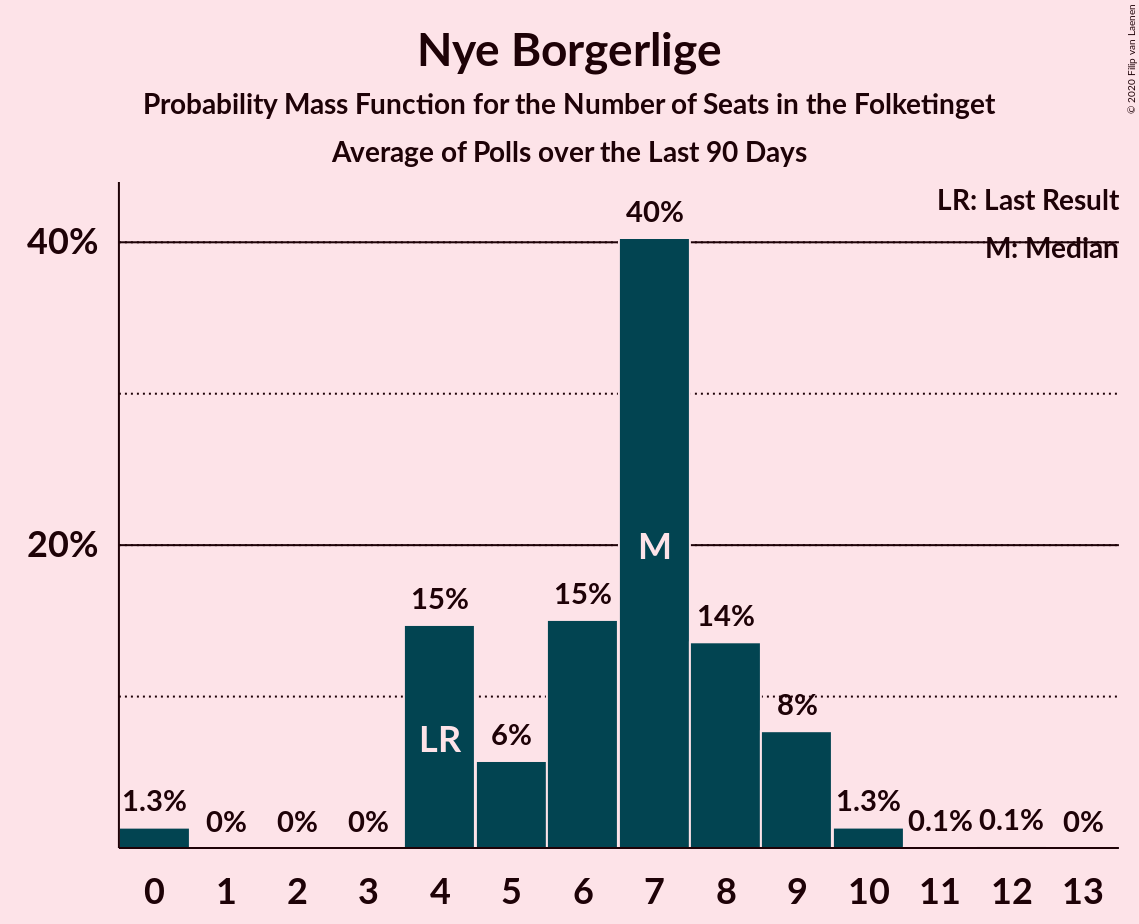 Nye Borgerlige
Probability Mass Function for the Number of Seats in the Folketinget
Average of Polls over the Last 90 Days
© 2020 Filip van Laenen
LR: Last Result
M: Median
40%
20%
1.3%
0%
0%
0%
15%
6%
15%
40%
14%
8%
1.3%
0.1%
0.1%
0%
LR
M
0 1 2 3 4 5 6 7 8 9 10 11 12 13